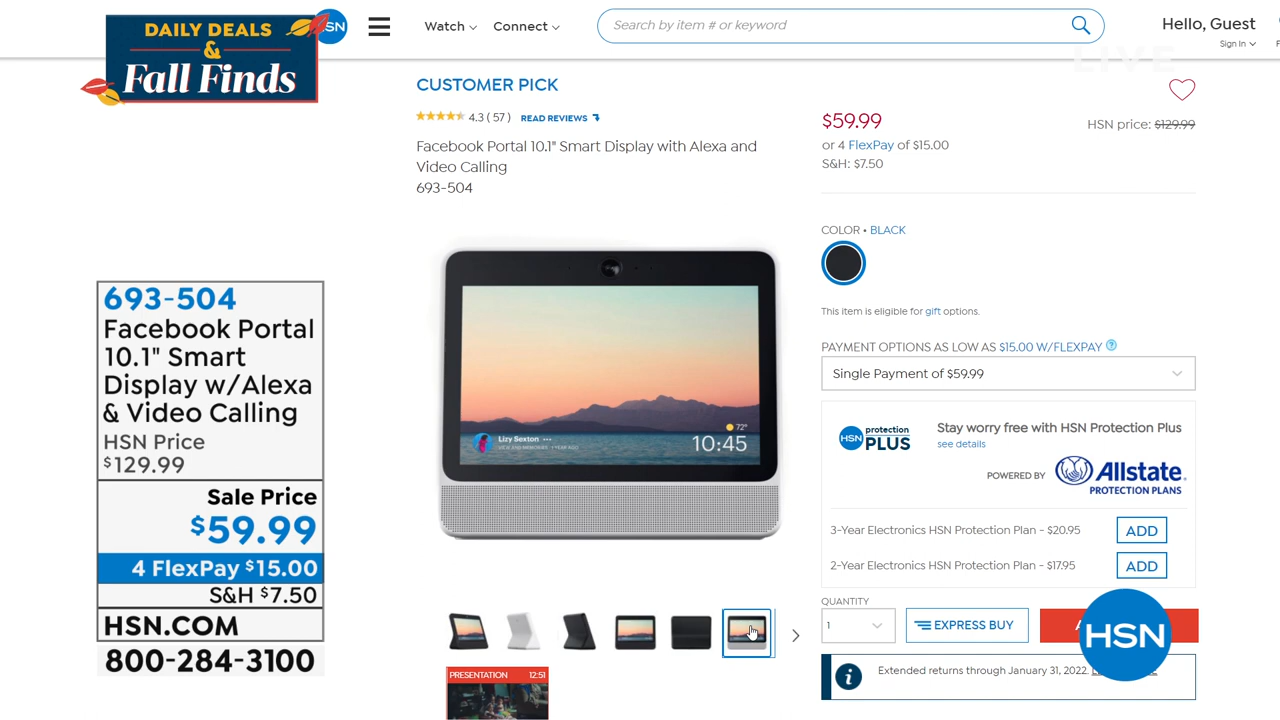 DAILY DEALS
&
Fall Finds
SN
Watch
Connect
Search by item # or keyword
Hello, Guest
Sign In
LIVE
CUSTOMER PICK
4.3 ( 57 ) READ REVIEWS
Facebook Portal 10.1" Smart Display with Alexa and
Video Calling
693-504
$59.99
HSN price: $129.99
or 4 FlexPay of $15.00
S&H: $7.50
COLOR • BLACK
This item is eligible for gift options.
PAYMENT OPTIONS AS LOW AS $15.00 W/FLEXPAY ?
Single Payment of $59.99
HSN protection PLUS
Stay worry free with HSN Protection Plus
see details
POWERED BY Allstate.
PROTECTION PLANS
3-Year Electronics HSN Protection Plan - $20.95 ADD
2-Year Electronics HSN Protection Plan - $17.95 ADD
QUANTITY
1
EXPRESS BUY
A
HSN
Extended returns through January 31, 2022.
693-504
Facebook Portal
10.1" Smart
Display w/Alexa
& Video Calling
HSN Price
$129.99
Sale Price
$59.99
4 FlexPay $15.00
S&H $7.50
HSN.COM
800-284-3100
Lizy Sexton
72°
10:45
PRESENTATION 12:51